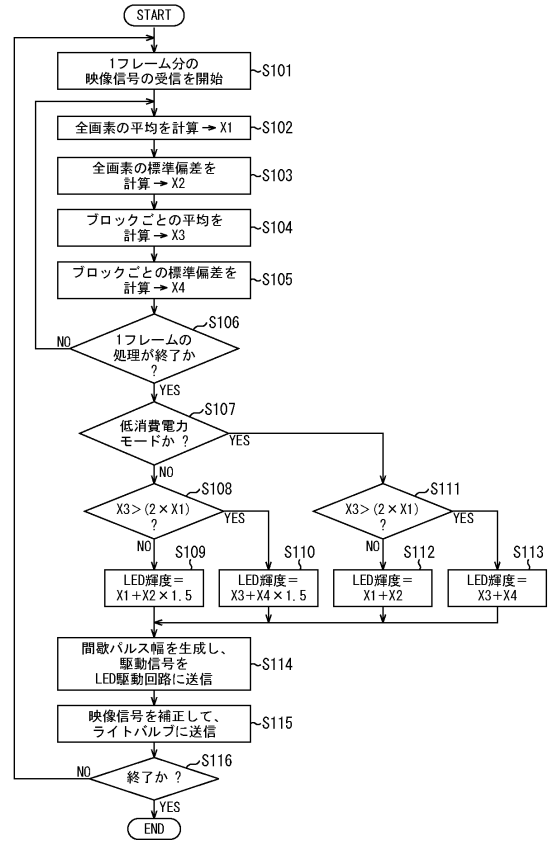 START
1フレーム分の
映像信号の受信を開始
S101
全画素の平均を計算→X1
S102
全画素の標準偏差を
計算→X2
S103
ブロックごとの平均を
計算→X3
S104
ブロックごとの標準偏差を
計算→X4
S105
S106
1フレームの
処理が終了か
?
NO
YES
S107
低消費電力
モードか ?
YES
NO
S108
X3>(2×X1)
?
YES
NO
S111
X3>(2×X1)
?
YES
NO
S109
LED輝度=
X1+X2×1.5
S110
LED輝度=
X3+X4×1.5
S112
LED輝度=
X1+X2
S113
LED輝度=
X3+X4
間歇パルス幅を生成し、
駆動信号を
LED駆動回路に送信
S114
映像信号を補正して、
ライトバルブに送信
S115
S116
終了か ?
NO
YES
END